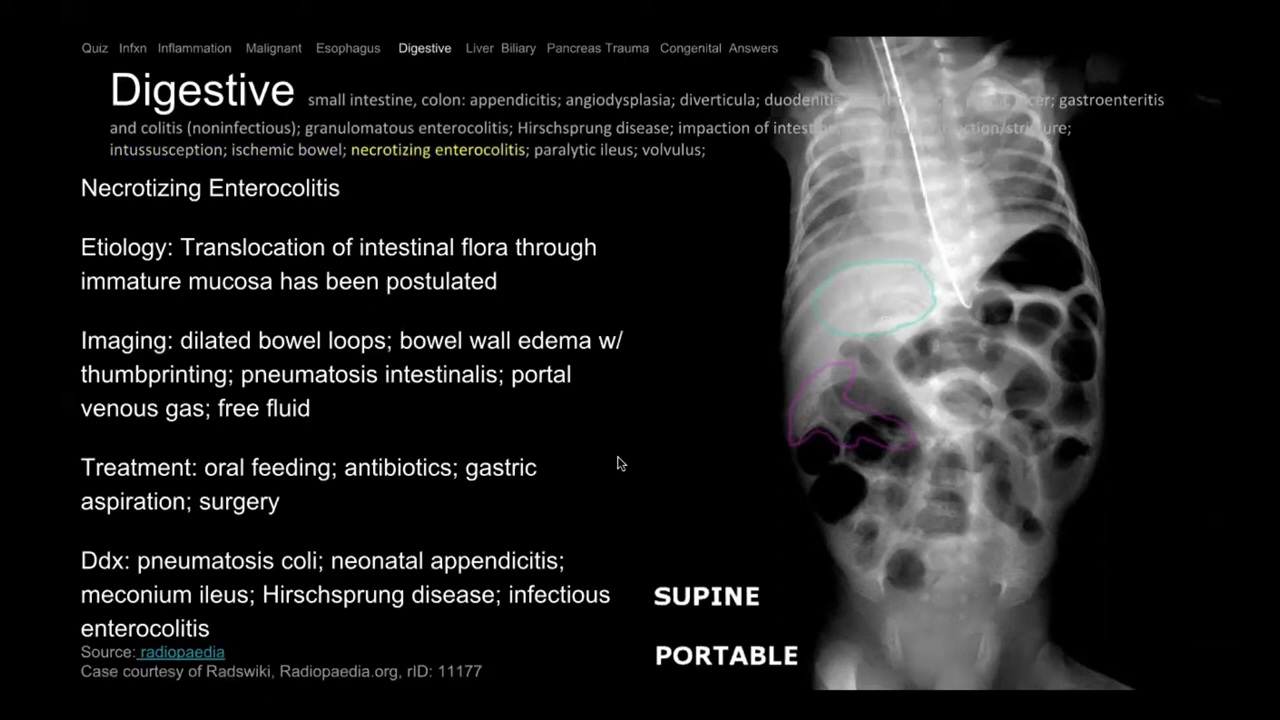 Quiz Infxn Inflammation Malignant Esophagus Digestive Liver Biliary Pancreas Trauma Congenital Answers
Digestive small intestine, colon: appendicitis; angiodysplasia; diverticula; duodenitis; gastroenteritis
and colitis (noninfectious); granulomatous enterocolitis; Hirschsprung disease; impaction of
intussusception; ischemic bowel; necrotizing enterocolitis; paralytic ileus; volvulus;
Necrotizing Enterocolitis
Etiology: Translocation of intestinal flora through
immature mucosa has been postulated
Imaging: dilated bowel loops; bowel wall edema w/
thumbprinting; pneumatosis intestinalis; portal
venous gas; free fluid
Treatment: oral feeding; antibiotics; gastric
aspiration; surgery
Ddx: pneumatosis coli; neonatal appendicitis;
meconium ileus; Hirschsprung disease; infectious
enterocolitis
Source: radiopaedia
Case courtesy of Radswiki, Radiopaedia.org, rID: 11177
SUPINE
PORTABLE